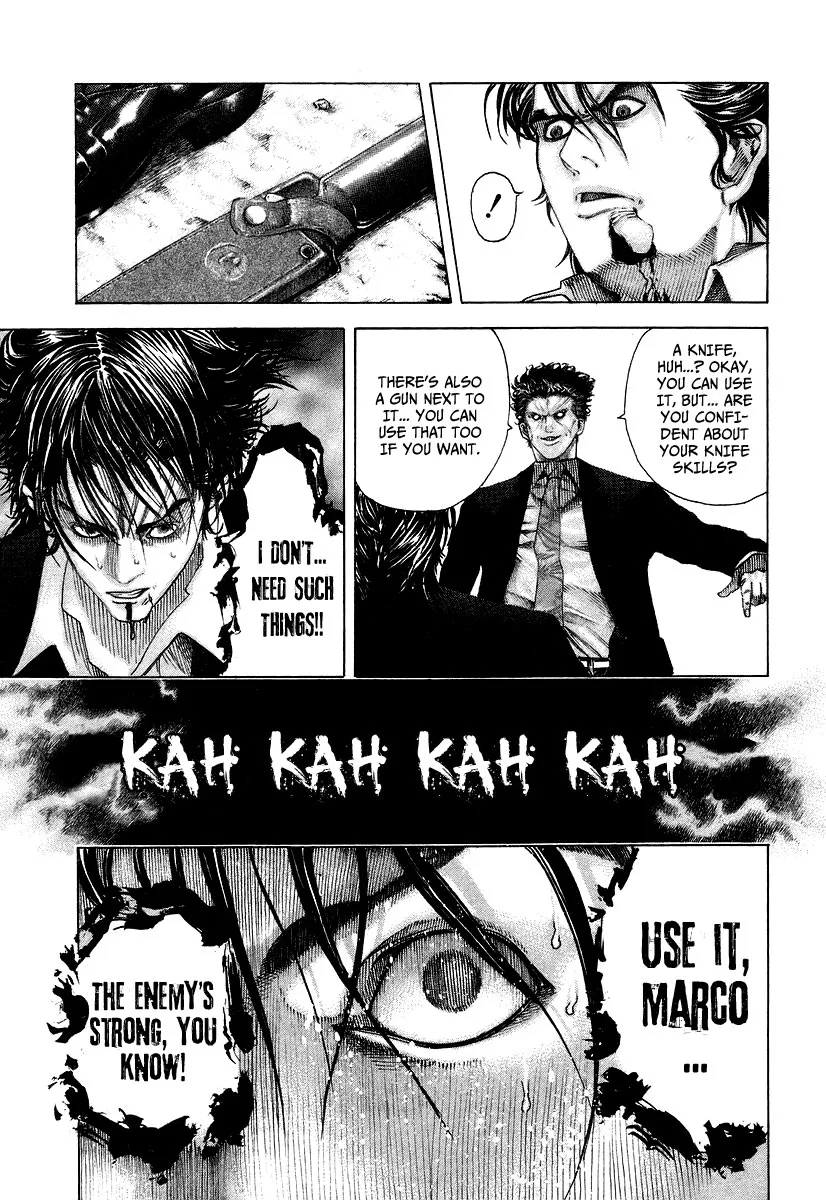 !
A KNIFE,
HUH...? OKAY,
YOU CAN USE
IT, BUT... ARE
YOU CONFI-
DENT ABOUT
YOUR KNIFE
SKILLS?
THERE'S ALSO
A GUN NEXT TO
IT... YOU CAN
USE THAT TOO
IF YOU WANT.
I DON'T...
NEED SUCH
THINGS!!
KAH KAH KAH KAH
USE IT,
MARCO
...
THE ENEMY'S
STRONG, YOU
KNOW!